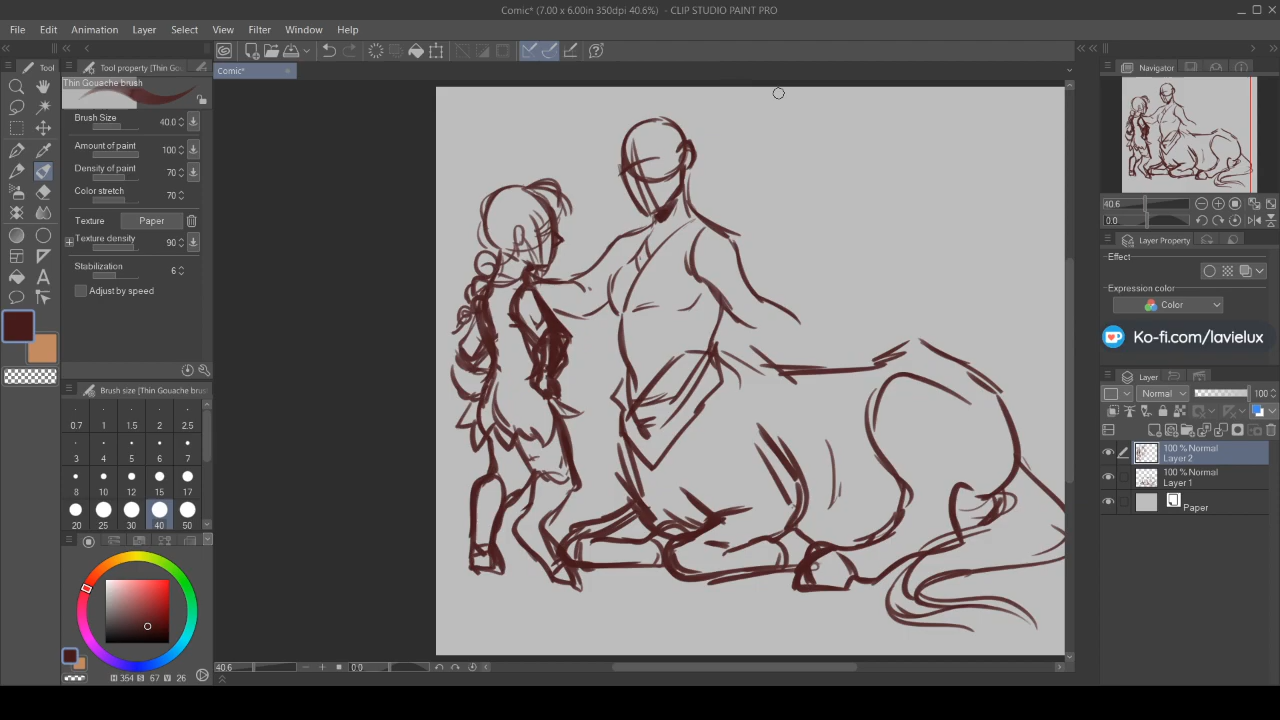 Comic* (7.00 x 6.00in 350dpi 40.6%) - CLIP STUDIO PAINT PRO
File Edit Animation Layer Select View Filter Window Help
Tool
Tool property [Thin Go
Comic*
Navigator
Thin Gouache brush
Brush Size 40.0
Amount of paint 100
Density of paint 70
Color stretch 70
Texture Paper
Texture density 90
Stabilization 6
Adjust by speed
40.6
0.0
Layer Property
Effect
Expression color
Color
Ko-fi.com/lavielux
Layer
Normal 100
100 % Normal
Layer 2
100 % Normal
Layer 1
Paper
Brush size [Thin Gouache brus
0.7 1 1.5 2 2.5
3 4 5 6 7
8 10 12 15 17
20 25 30 40 50
H 354 S 67 V 26
40.6 0.0